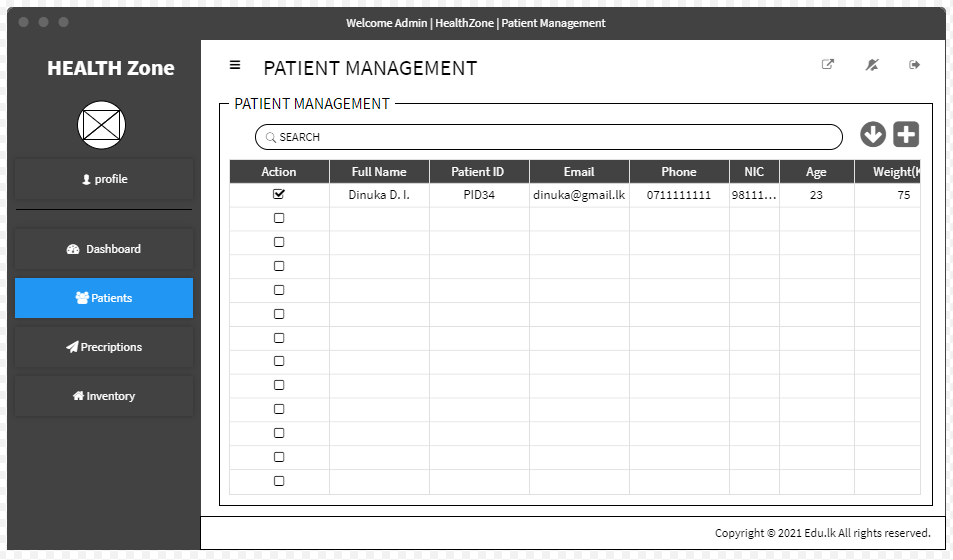 Welcome Admin | HealthZone | Patient Management
HEALTH Zone
profile
Dashboard
Patients
Precriptions
Inventory
PATIENT MANAGEMENT
PATIENT MANAGEMENT
SEARCH
Action Full Name Patient ID Email Phone NIC Age Weight(K
Dinuka D. I. PID34 dinuka@gmail.lk 0711111111 98111... 23 75
Copyright © 2021 Edu.lk All rights reserved.